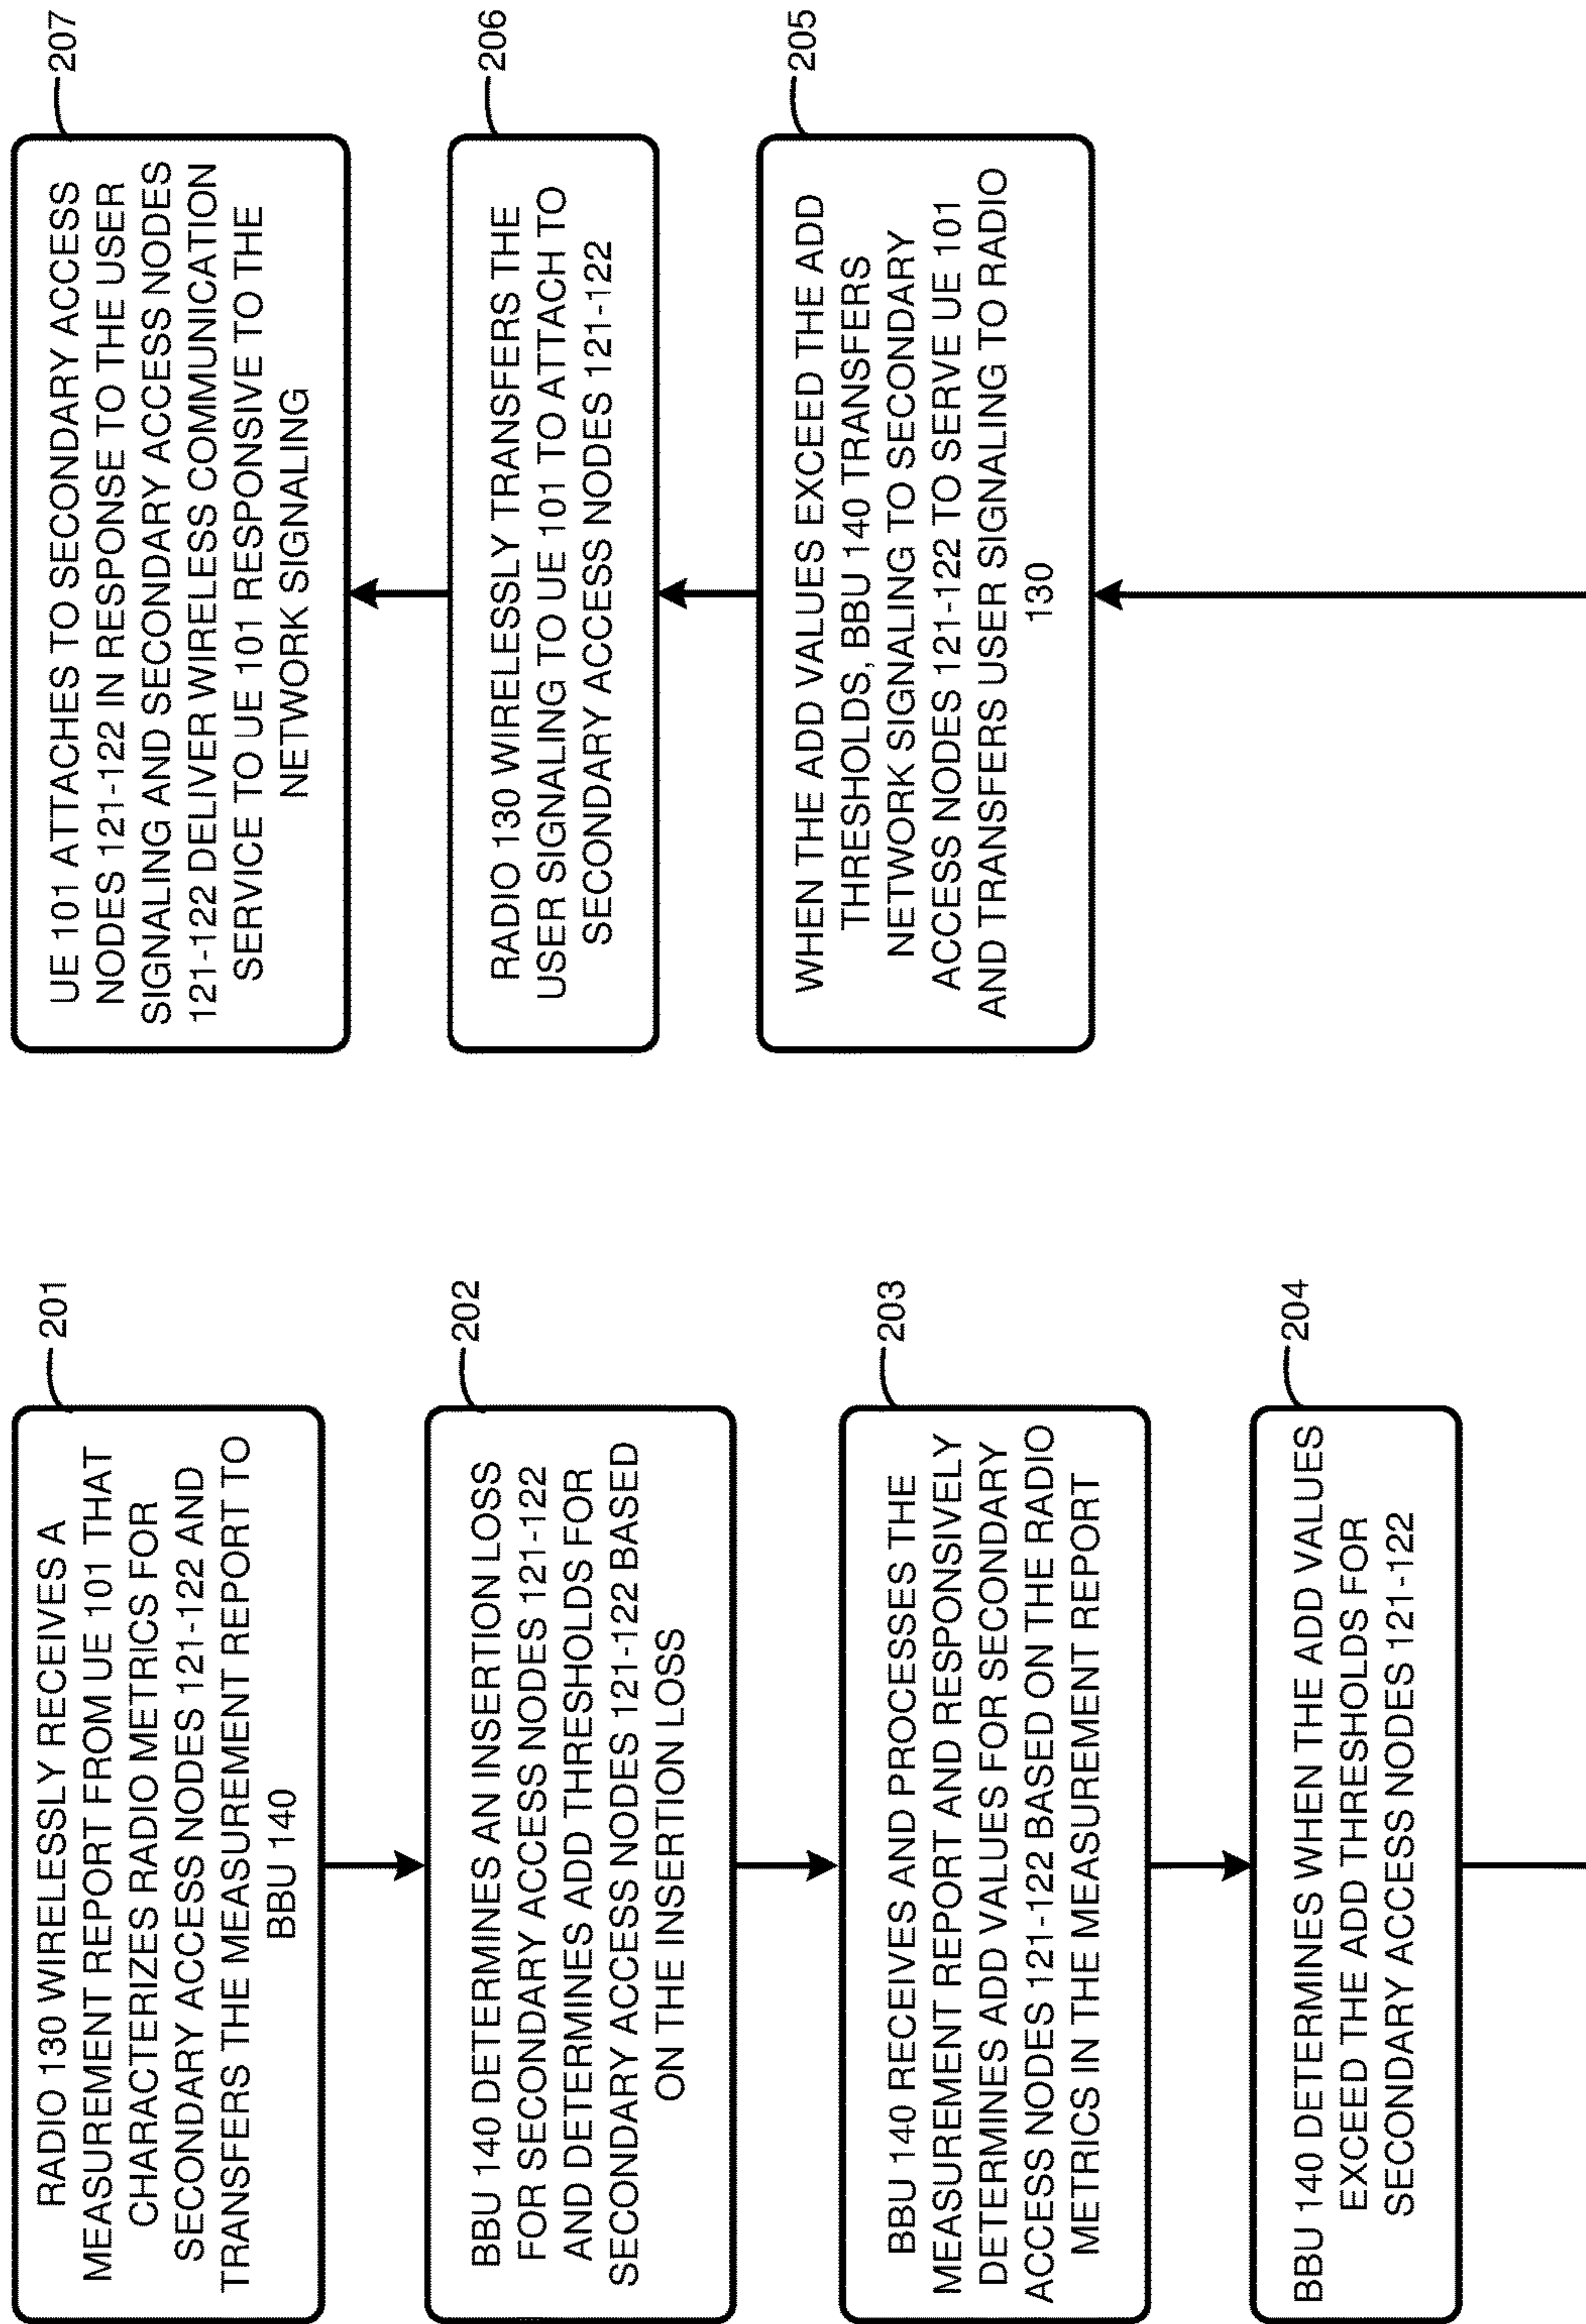 RADIO 130 WIRELESSLY RECEIVES A
MEASUREMENT REPORT FROM UE 101 THAT
CHARACTERIZES RADIO METRICS FOR
SECONDARY ACCESS NODES 121-122 AND
TRANSFERS THE MEASUREMENT REPORT TO
BBU 140
201
BBU 140 DETERMINES AN INSERTION LOSS
FOR SECONDARY ACCESS NODES 121-122
AND DETERMINES ADD THRESHOLDS FOR
SECONDARY ACCESS NODES 121-122 BASED
ON THE INSERTION LOSS
202
BBU 140 RECEIVES AND PROCESSES THE
MEASUREMENT REPORT AND RESPONSIVELY
DETERMINES ADD VALUES FOR SECONDARY
ACCESS NODES 121-122 BASED ON THE RADIO
METRICS IN THE MEASUREMENT REPORT
203
BBU 140 DETERMINES WHEN THE ADD VALUES
EXCEED THE ADD THRESHOLDS FOR
SECONDARY ACCESS NODES 121-122
204
WHEN THE ADD VALUES EXCEED THE ADD
THRESHOLDS, BBU 140 TRANSFERS
NETWORK SIGNALING TO SECONDARY
ACCESS NODES 121-122 TO SERVE UE 101
AND TRANSFERS USER SIGNALING TO RADIO
130
205
RADIO 130 WIRELESSLY TRANSFERS THE
USER SIGNALING TO UE 101 TO ATTACH TO
SECONDARY ACCESS NODES 121-122
206
UE 101 ATTACHES TO SECONDARY ACCESS
NODES 121-122 IN RESPONSE TO THE USER
SIGNALING AND SECONDARY ACCESS NODES
121-122 DELIVER WIRELESS COMMUNICATION
SERVICE TO UE 101 RESPONSIVE TO THE
NETWORK SIGNALING
207